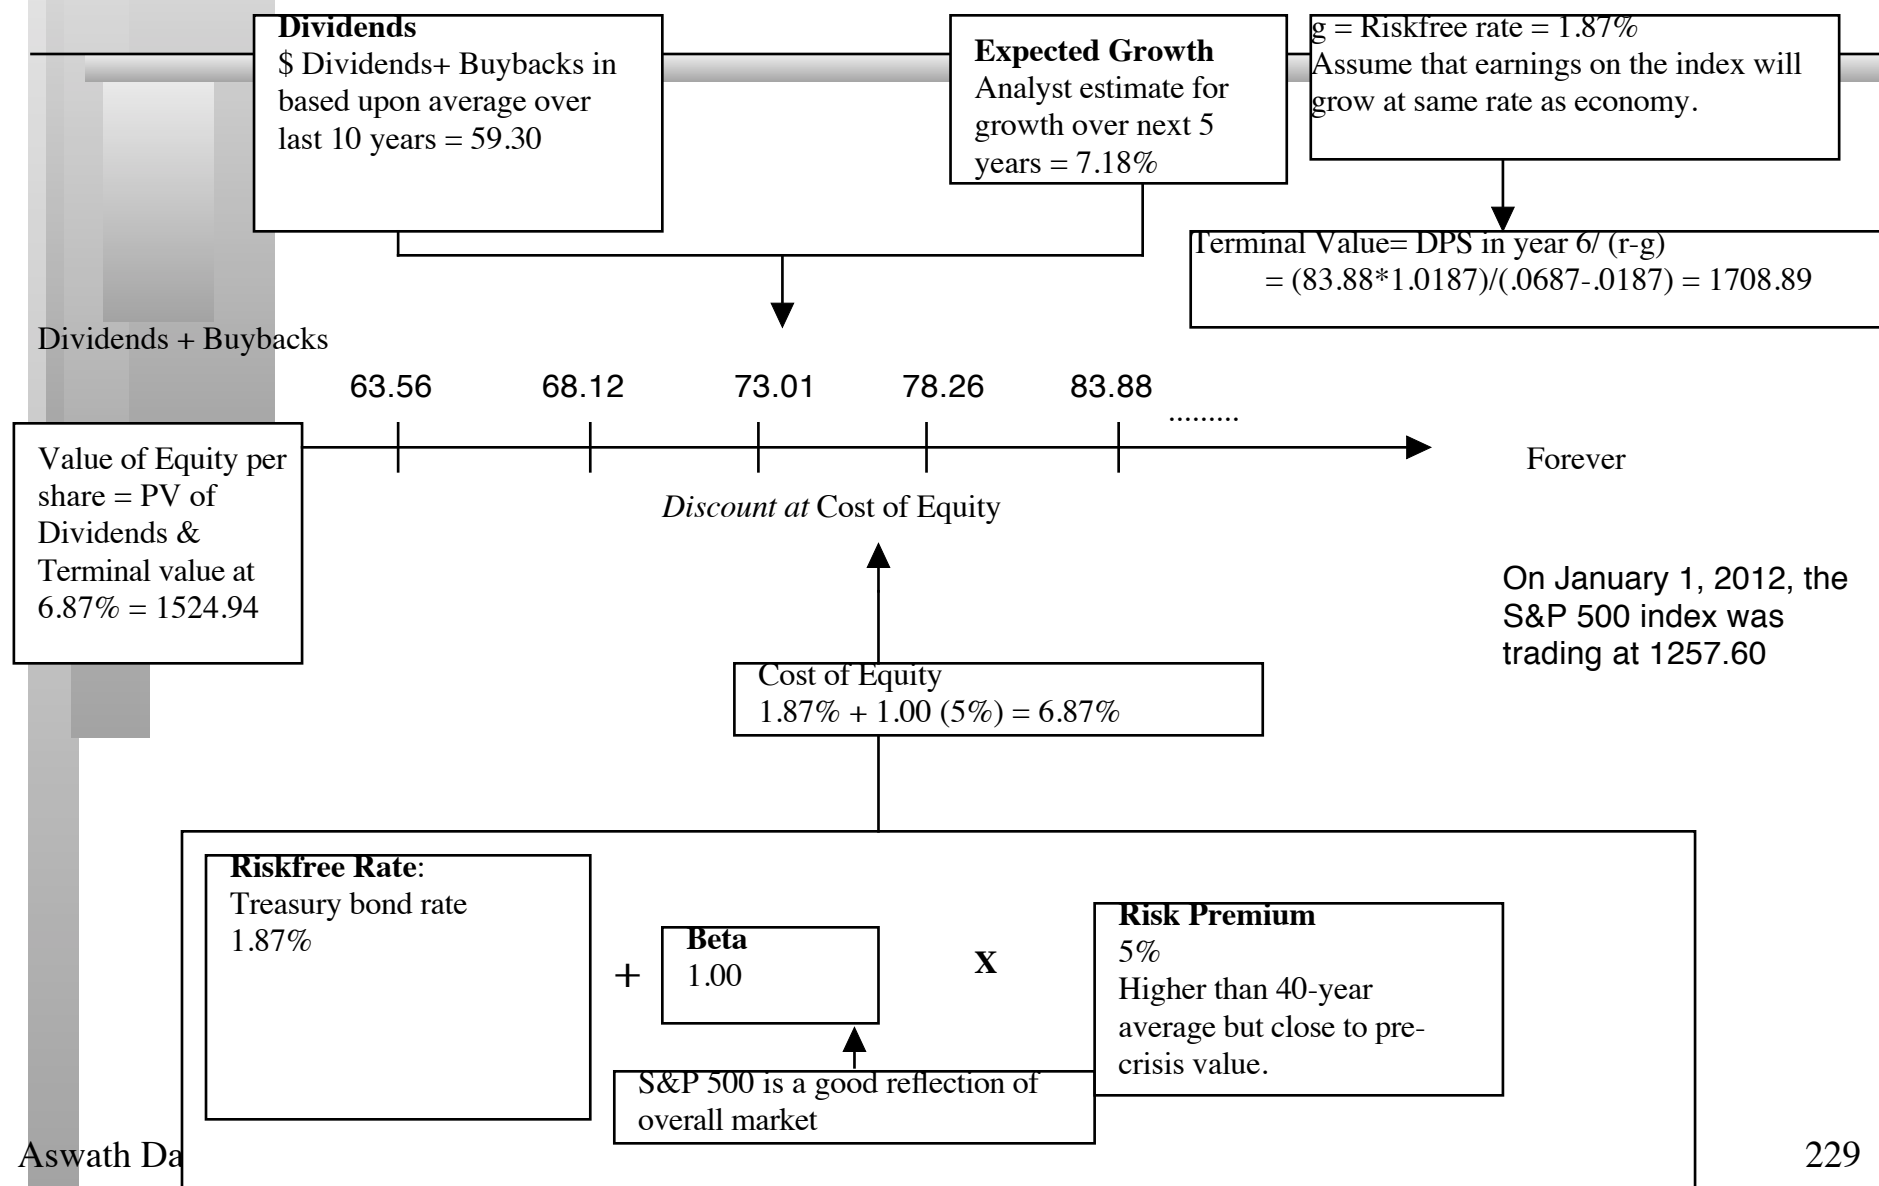 Dividends
$ Dividends+ Buybacks in
based upon average over
last 10 years = 59.30
Expected Growth
Analyst estimate for
growth over next 5
years = 7.18%
g = Riskfree rate = 1.87%
Assume that earnings on the index will
grow at same rate as economy.
Terminal Value= DPS in year 6/ (r-g)
= (83.88*1.0187)/(.0687-.0187) = 1708.89
Dividends + Buybacks
63.56 68.12 73.01 78.26 83.88 .........
Value of Equity per
share = PV of
Dividends &
Terminal value at
6.87% = 1524.94
Forever
Discount at Cost of Equity
On January 1, 2012, the
S&P 500 index was
trading at 1257.60
Cost of Equity
1.87% + 1.00 (5%) = 6.87%
Riskfree Rate:
Treasury bond rate
1.87%
+
Beta
1.00
X
Risk Premium
5%
Higher than 40-year
average but close to pre-
crisis value.
S&P 500 is a good reflection of
overall market
Aswath Da
229